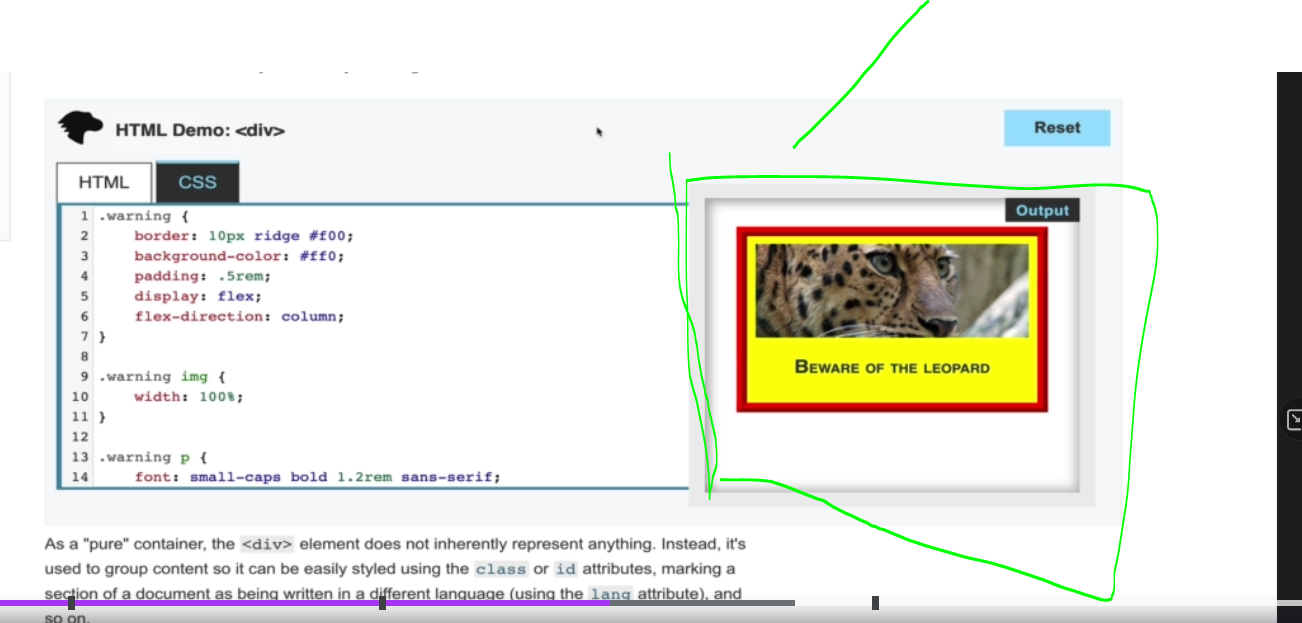 HTML Demo: <div>
Reset
HTML
CSS
1 .warning {
2 border: 10px ridge #f00;
3 background-color: #ff0;
4 padding: .5rem;
5 display: flex;
6 flex-direction: column;
7 }
8
9 .warning img {
10 width: 100%;
11 }
12
13 .warning p {
14 font: small-caps bold 1.2rem sans-serif;
Output
Beware of the leopard
As a "pure" container, the <div> element does not inherently represent anything. Instead, it's
used to group content so it can be easily styled using the class or id attributes, marking a
section of a document as being written in a different language (using the lang attribute), and
so on.